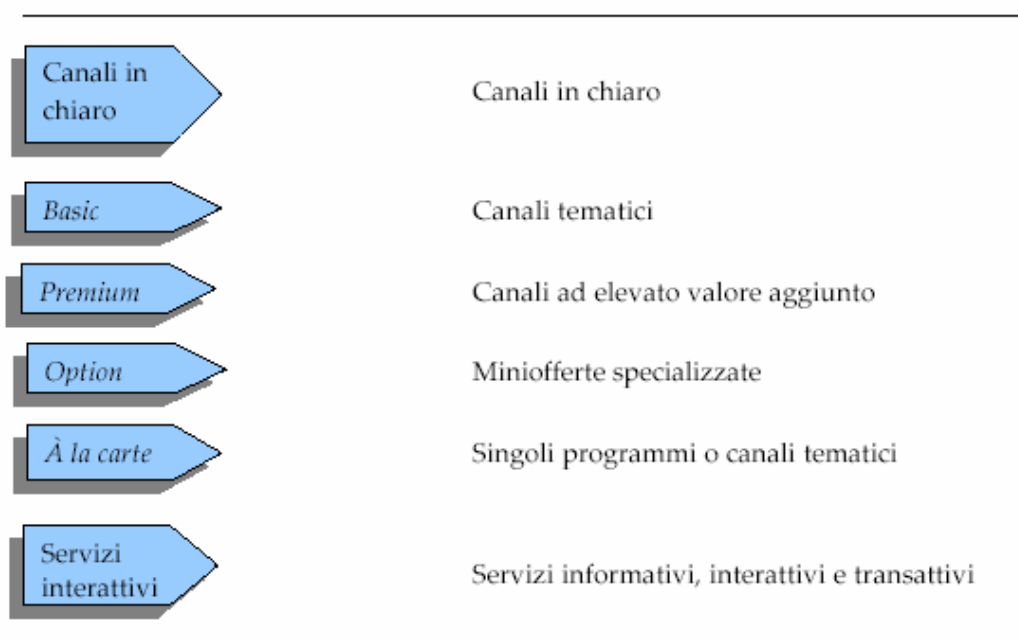 Canali in
chiaro
Canali in chiaro
Basic
Canali tematici
Premium
Canali ad elevato valore aggiunto
Option
Miniofferte specializzate
À la carte
Singoli programmi o canali tematici
Servizi
interattivi
Servizi informativi, interattivi e transattivi